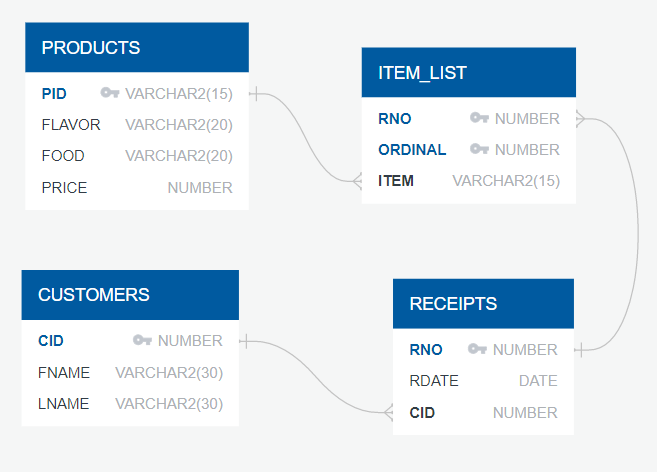 PRODUCTS
PID VARCHAR2(15)
FLAVOR VARCHAR2(20)
FOOD VARCHAR2(20)
PRICE NUMBER
ITEM_LIST
RNO NUMBER
ORDINAL NUMBER
ITEM VARCHAR2(15)
CUSTOMERS
CID NUMBER
FNAME VARCHAR2(30)
LNAME VARCHAR2(30)
RECEIPTS
RNO NUMBER
RDATE DATE
CID NUMBER